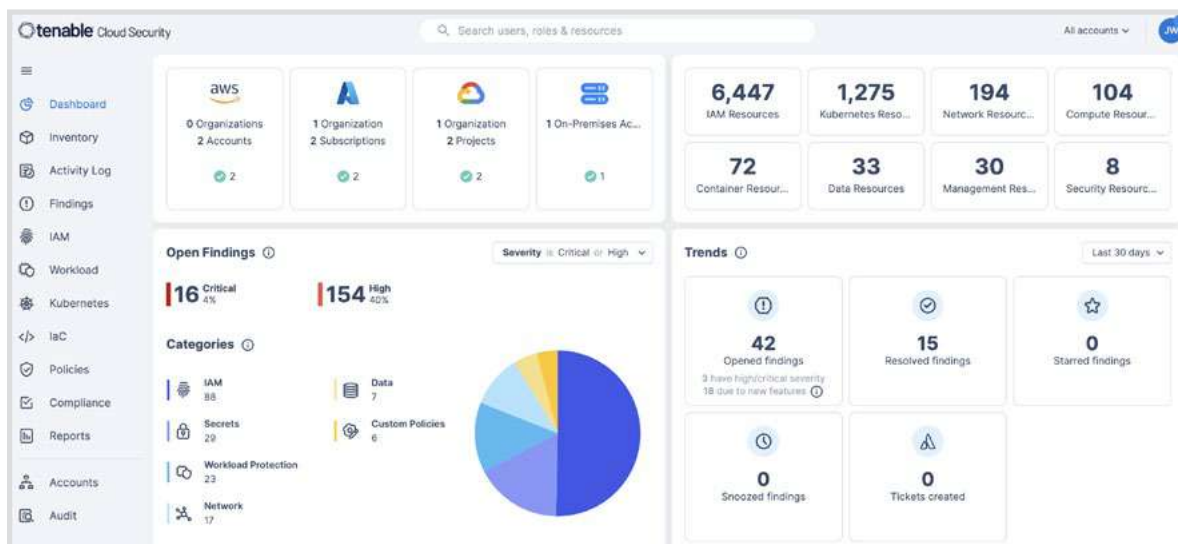 tenable Cloud Security
Search users, roles & resources
All accounts
JW
Dashboard
Inventory
Activity Log
Findings
IAM
Workload
Kubernetes
IaC
Policies
Compliance
Reports
Accounts
Audit
aws
0 Organizations
2 Accounts
2
1 Organization
2 Subscriptions
2
1 Organization
2 Projects
2
1 On-Premises Ac...
1
6,447
IAM Resources
1,275
Kubernetes Reso...
194
Network Resourc...
104
Compute Resour...
72
Container Resour...
33
Data Resources
30
Management Res...
8
Security Resourc...
Open Findings
Severity is Critical or High
16 Critical
4%
154 High
40%
Categories
IAM
88
Secrets
29
Workload Protection
23
Network
17
Data
7
Custom Policies
6
Trends
Last 30 days
42
Opened findings
3 have high/critical severity
18 due to new features
15
Resolved findings
0
Starred findings
0
Snoozed findings
0
Tickets created